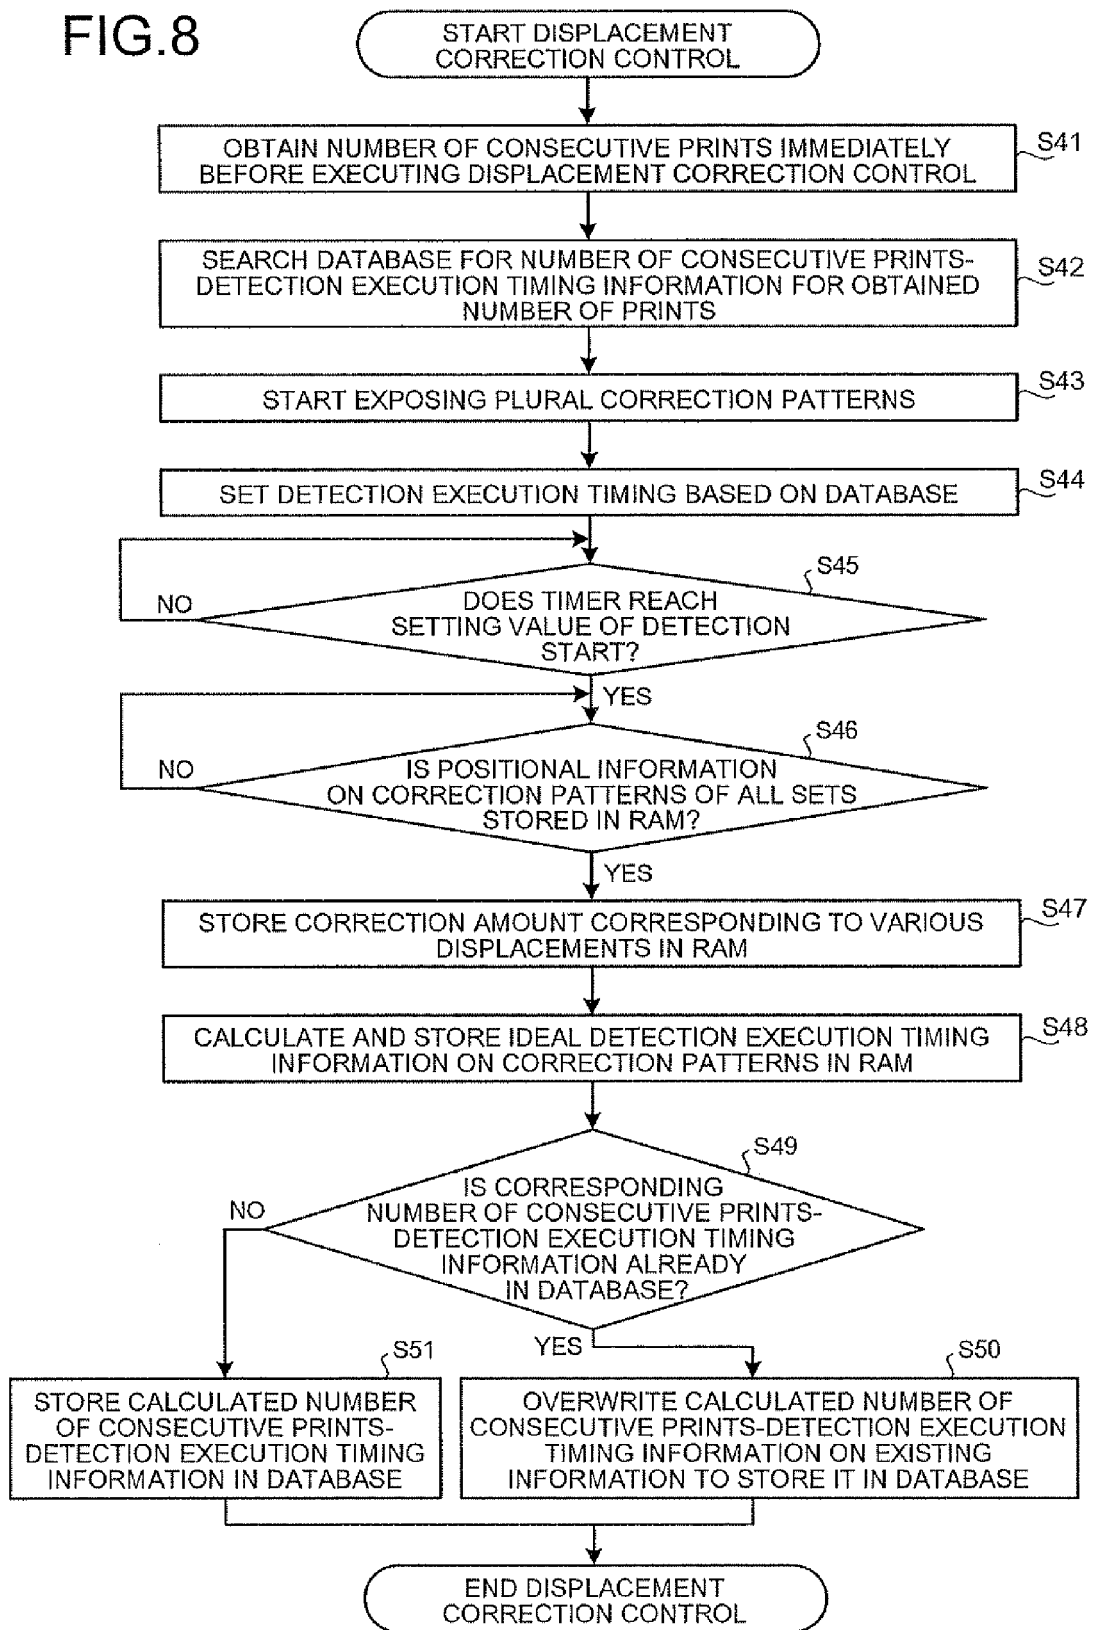 FIG.8
START DISPLACEMENT
CORRECTION CONTROL
OBTAIN NUMBER OF CONSECUTIVE PRINTS IMMEDIATELY
BEFORE EXECUTING DISPLACEMENT CORRECTION CONTROL
S41
SEARCH DATABASE FOR NUMBER OF CONSECUTIVE PRINTS-
DETECTION EXECUTION TIMING INFORMATION FOR OBTAINED
NUMBER OF PRINTS
S42
START EXPOSING PLURAL CORRECTION PATTERNS
S43
SET DETECTION EXECUTION TIMING BASED ON DATABASE
S44
S45
NO
DOES TIMER REACH
SETTING VALUE OF DETECTION
START?
YES
S46
NO
IS POSITIONAL INFORMATION
ON CORRECTION PATTERNS OF ALL SETS
STORED IN RAM?
YES
STORE CORRECTION AMOUNT CORRESPONDING TO VARIOUS
DISPLACEMENTS IN RAM
S47
CALCULATE AND STORE IDEAL DETECTION EXECUTION TIMING
INFORMATION ON CORRECTION PATTERNS IN RAM
S48
S49
NO
IS CORRESPONDING
NUMBER OF CONSECUTIVE PRINTS-
DETECTION EXECUTION TIMING
INFORMATION ALREADY
IN DATABASE?
YES
S51
STORE CALCULATED NUMBER
OF CONSECUTIVE PRINTS-
DETECTION EXECUTION TIMING
INFORMATION IN DATABASE
S50
OVERWRITE CALCULATED NUMBER OF
CONSECUTIVE PRINTS-DETECTION EXECUTION
TIMING INFORMATION ON EXISTING
INFORMATION TO STORE IT IN DATABASE
END DISPLACEMENT
CORRECTION CONTROL